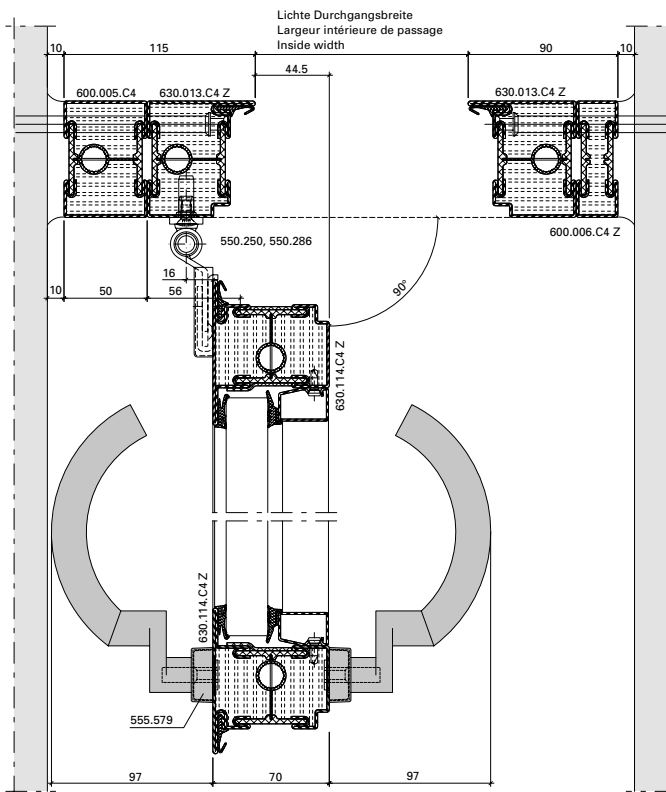 Lichte Durchgangsbreite
Largeur intérieure de passage
Inside width
10
115
90
10
44.5
600.005.C4
630.013.C4 Z
630.013.C4 Z
550.250, 550.286
600.006.C4 Z
16
10
50
56
90°
630.114.C4 Z
630.114.C4 Z
555.579
97
70
97